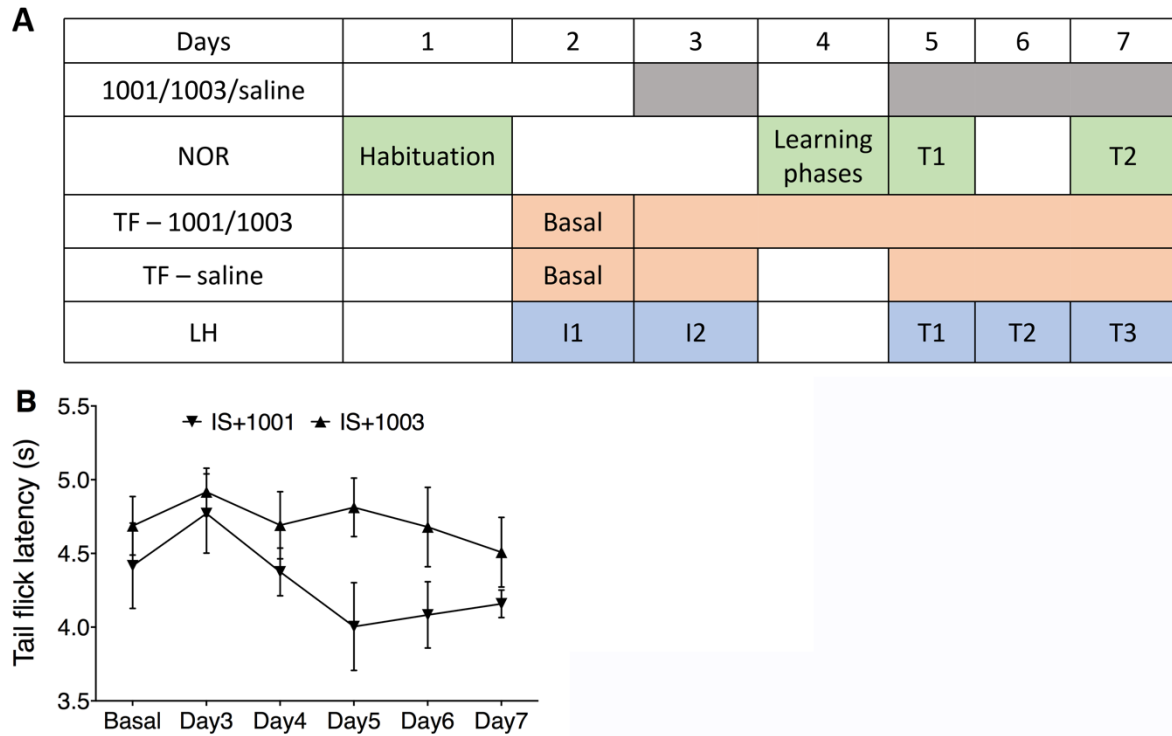 A
Days 1 2 3 4 5 6 7
1001/1003/saline
NOR Habituation Learning phases T1 T2
TF – 1001/1003 Basal
TF – saline Basal
LH I1 I2 T1 T2 T3
B
IS+1001 IS+1003
Tail flick latency (s)
5.5
5.0
4.5
4.0
3.5
Basal Day3 Day4 Day5 Day6 Day7